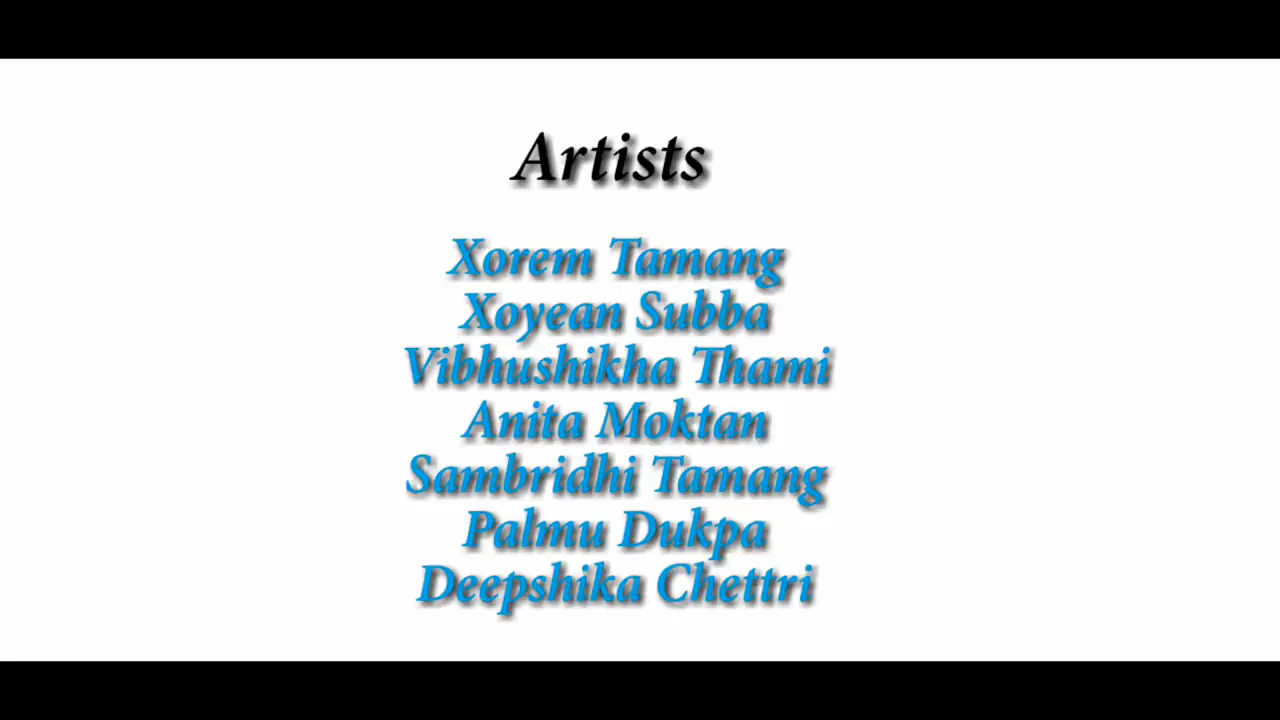 Artists
Xorem Tamang
Xoyean Subba
Vibhushikha Thami
Anita Moktan
Sambridhi Tamang
Palmu Dukpa
Deepshika Chettri